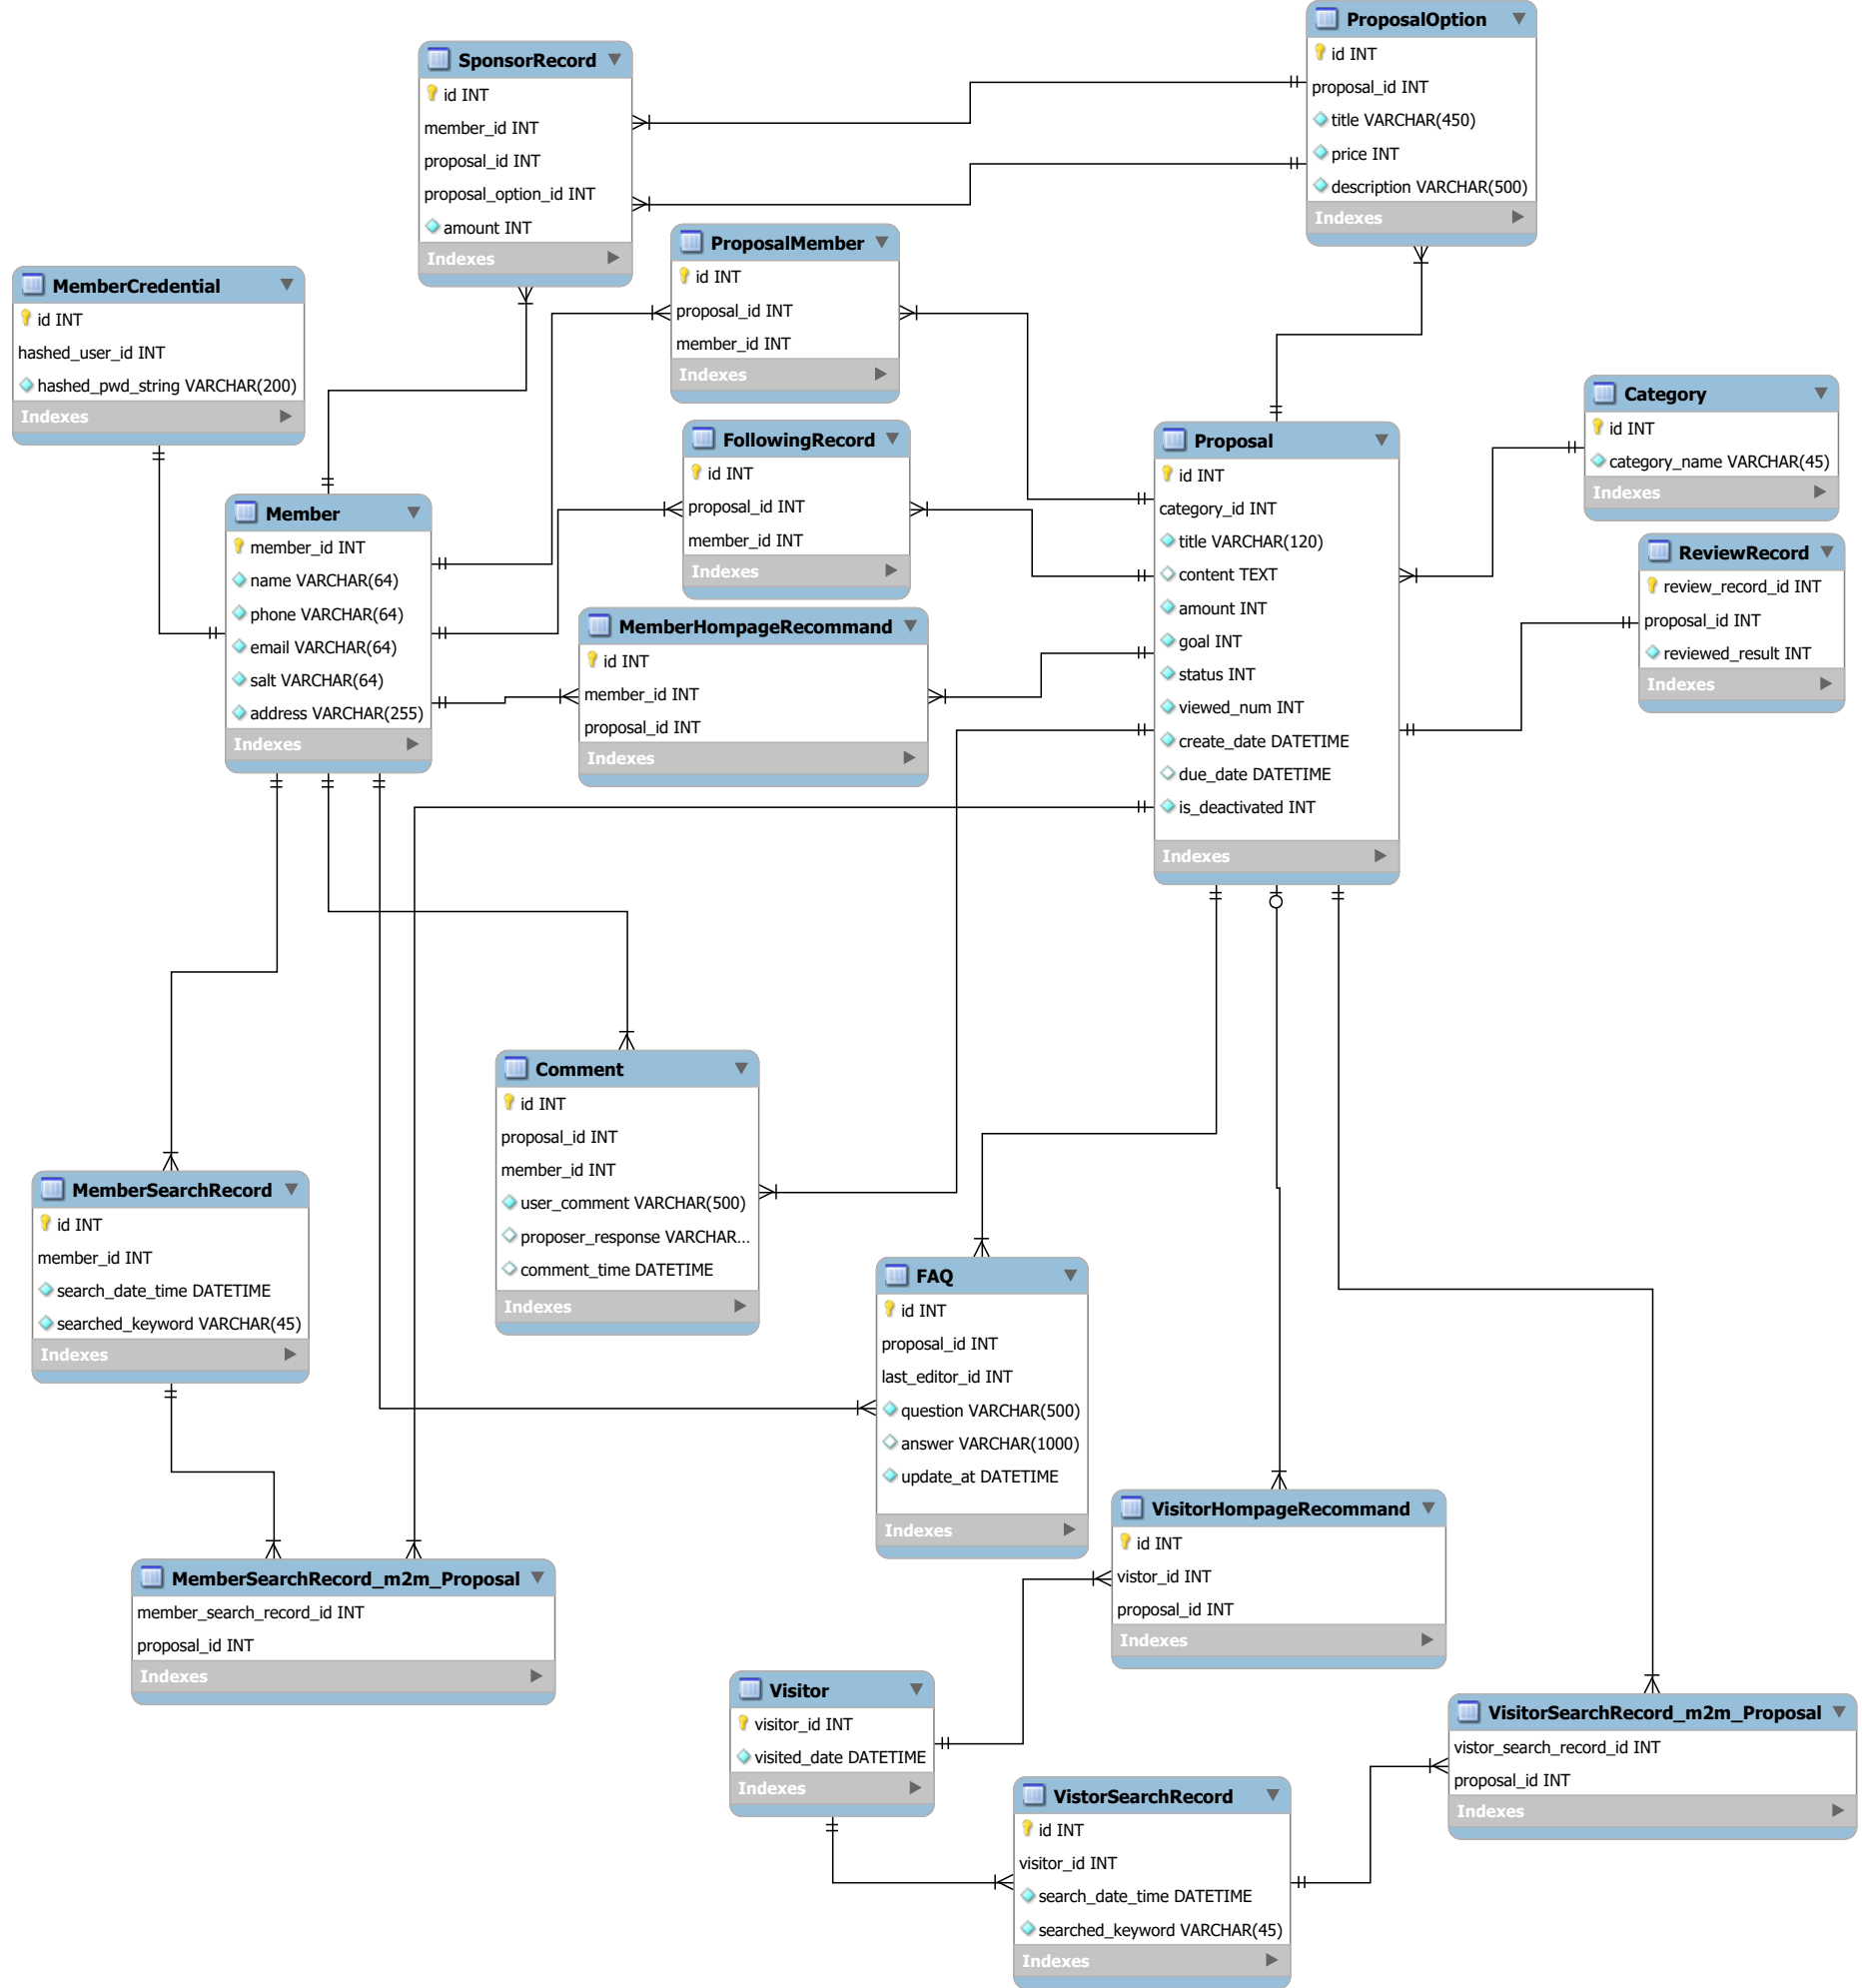 ProposalOption
id INT
proposal_id INT
title VARCHAR(450)
price INT
description VARCHAR(500)
Indexes
SponsorRecord
id INT
member_id INT
proposal_id INT
proposal_option_id INT
amount INT
Indexes
ProposalMember
id INT
proposal_id INT
member_id INT
Indexes
MemberCredential
id INT
hashed_user_id INT
hashed_pwd_string VARCHAR(200)
Indexes
Category
id INT
category_name VARCHAR(45)
Indexes
FollowingRecord
id INT
proposal_id INT
member_id INT
Indexes
Proposal
id INT
category_id INT
title VARCHAR(120)
content TEXT
amount INT
goal INT
status INT
viewed_num INT
create_date DATETIME
due_date DATETIME
is_deactivated INT
Indexes
Member
member_id INT
name VARCHAR(64)
phone VARCHAR(64)
email VARCHAR(64)
salt VARCHAR(64)
address VARCHAR(255)
Indexes
ReviewRecord
review_record_id INT
proposal_id INT
reviewed_result INT
Indexes
MemberHompageRecommand
id INT
member_id INT
proposal_id INT
Indexes
Comment
id INT
proposal_id INT
member_id INT
user_comment VARCHAR(500)
proposer_response VARCHAR...
comment_time DATETIME
Indexes
MemberSearchRecord
id INT
member_id INT
search_date_time DATETIME
searched_keyword VARCHAR(45)
Indexes
FAQ
id INT
proposal_id INT
last_editor_id INT
question VARCHAR(500)
answer VARCHAR(1000)
update_at DATETIME
Indexes
VisitorHompageRecommand
id INT
vistor_id INT
proposal_id INT
Indexes
MemberSearchRecord_m2m_Proposal
member_search_record_id INT
proposal_id INT
Indexes
Visitor
visitor_id INT
visited_date DATETIME
Indexes
VisitorSearchRecord_m2m_Proposal
vistor_search_record_id INT
proposal_id INT
Indexes
VistorSearchRecord
id INT
visitor_id INT
search_date_time DATETIME
searched_keyword VARCHAR(45)
Indexes